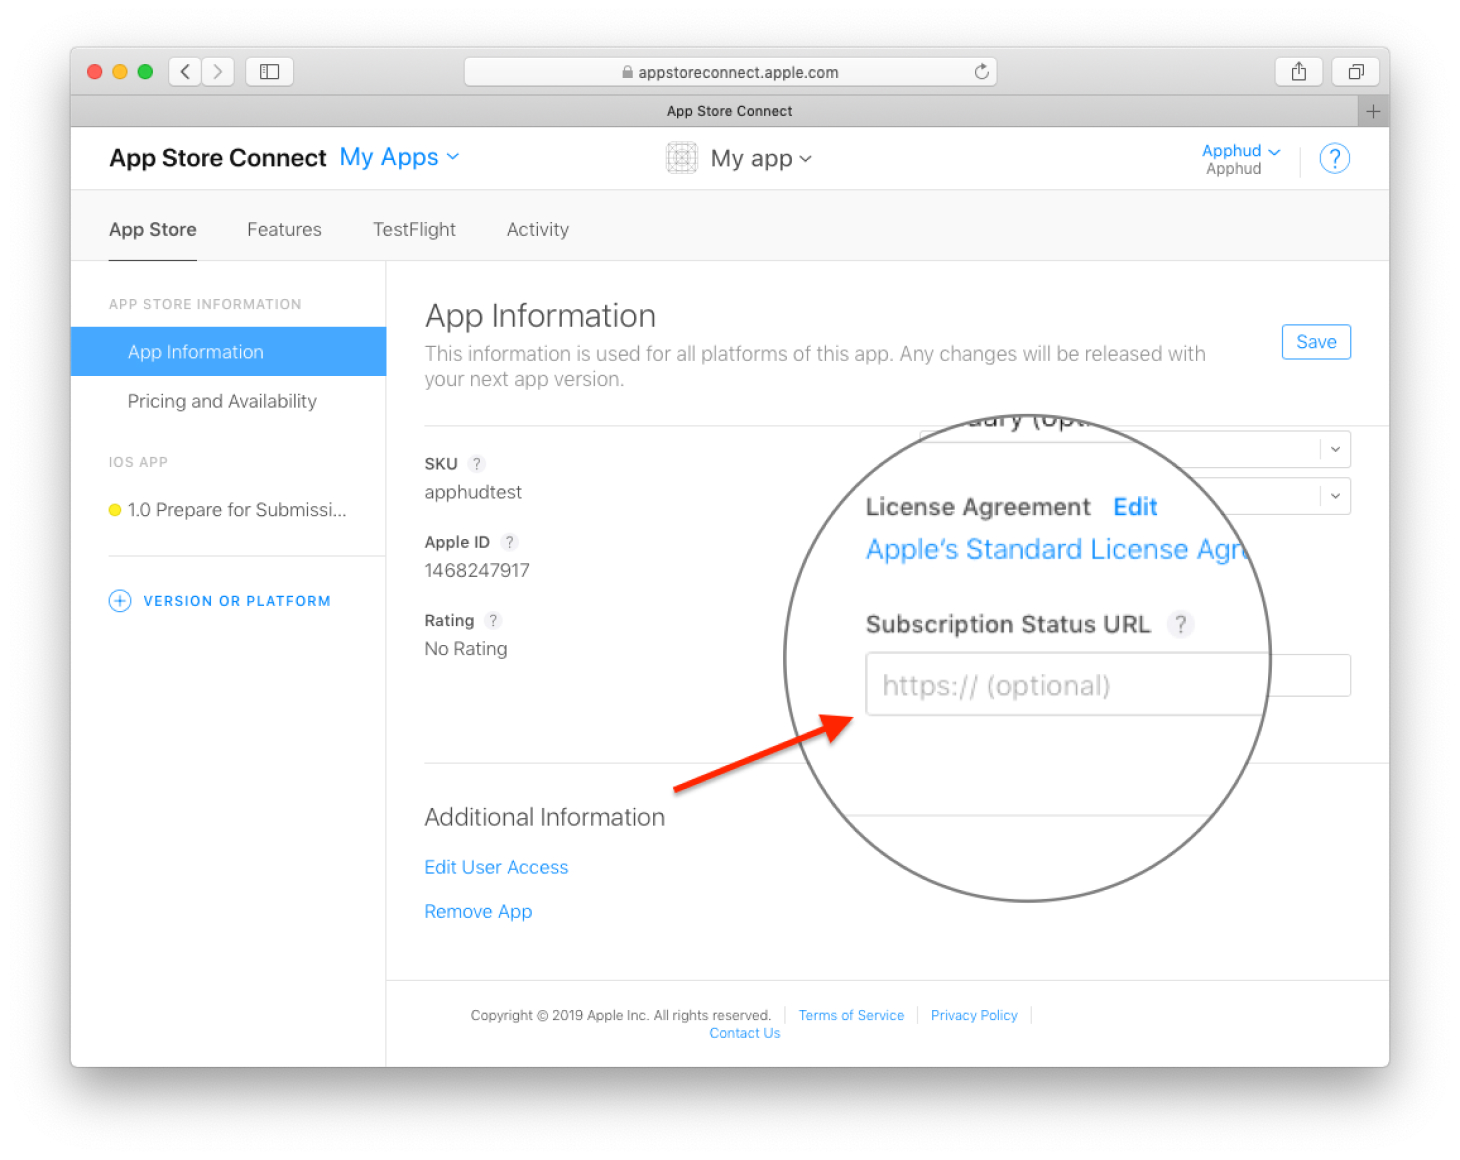 appstoreconnect.apple.com
App Store Connect
App Store Connect My Apps
My app
Apphud
Apphud
?
App Store Features TestFlight Activity
APP STORE INFORMATION
App Information
Pricing and Availability
IOS APP
1.0 Prepare for Submissi...
VERSION OR PLATFORM
App Information
This information is used for all platforms of this app. Any changes will be released with
your next app version.
Save
SKU ?
apphudtest
Apple ID ?
1468247917
Rating ?
No Rating
License Agreement Edit
Apple's Standard License
Subscription Status URL ?
https:// (optional)
Additional Information
Edit User Access
Remove App
Copyright © 2019 Apple Inc. All rights reserved. Terms of Service Privacy Policy
Contact Us